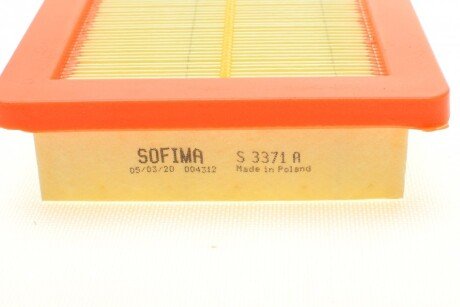 SOFIMA S 3371 A
05/03/20 004312 Made in Poland